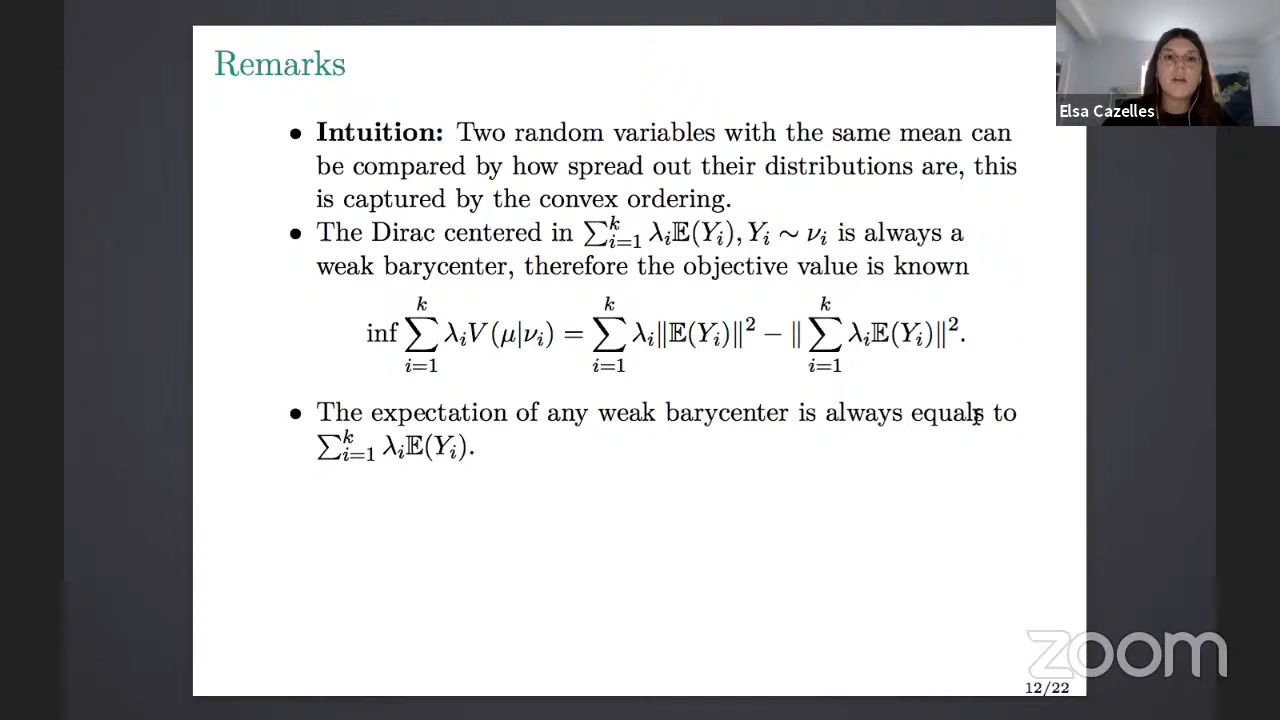 Remarks
Elsa Cazelles
• Intuition: Two random variables with the same mean can
be compared by how spread out their distributions are, this
is captured by the convex ordering.
• The Dirac centered in ∑_{i=1}^{k} λ_i𝔼(Y_i), Y_i ∼ ν_i is always a
weak barycenter, therefore the objective value is known
inf ∑_{i=1}^{k} λ_iV(μ|ν_i) = ∑_{i=1}^{k} λ_i‖𝔼(Y_i)‖² − ‖∑_{i=1}^{k} λ_i𝔼(Y_i)‖².
• The expectation of any weak barycenter is always equals to
∑_{i=1}^{k} λ_i𝔼(Y_i).
zoom
12/22